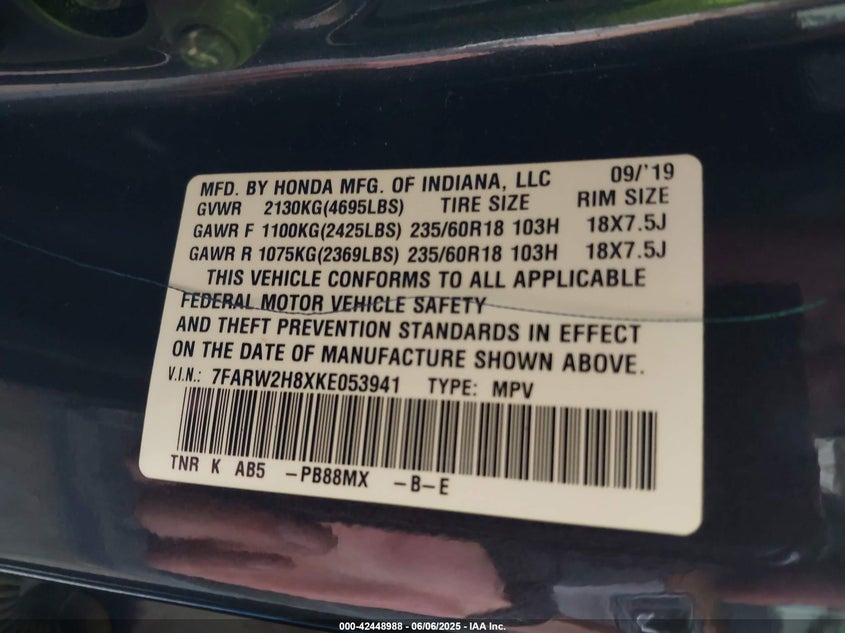 MFD. BY HONDA MFG. OF INDIANA, LLC 09/'19
GVWR 2130KG(4695LBS) TIRE SIZE RIM SIZE
GAWR F 1100KG(2425LBS) 235/60R18 103H 18X7.5J
GAWR R 1075KG(2369LBS) 235/60R18 103H 18X7.5J
THIS VEHICLE CONFORMS TO ALL APPLICABLE
FEDERAL MOTOR VEHICLE SAFETY
AND THEFT PREVENTION STANDARDS IN EFFECT
ON THE DATE OF MANUFACTURE SHOWN ABOVE.
V.I.N.: 7FARW2H8XKE053941 TYPE: MPV
TNR K AB5 -PB88MX -B-E
000-42448988 - 06/06/2025 - IAA Inc.